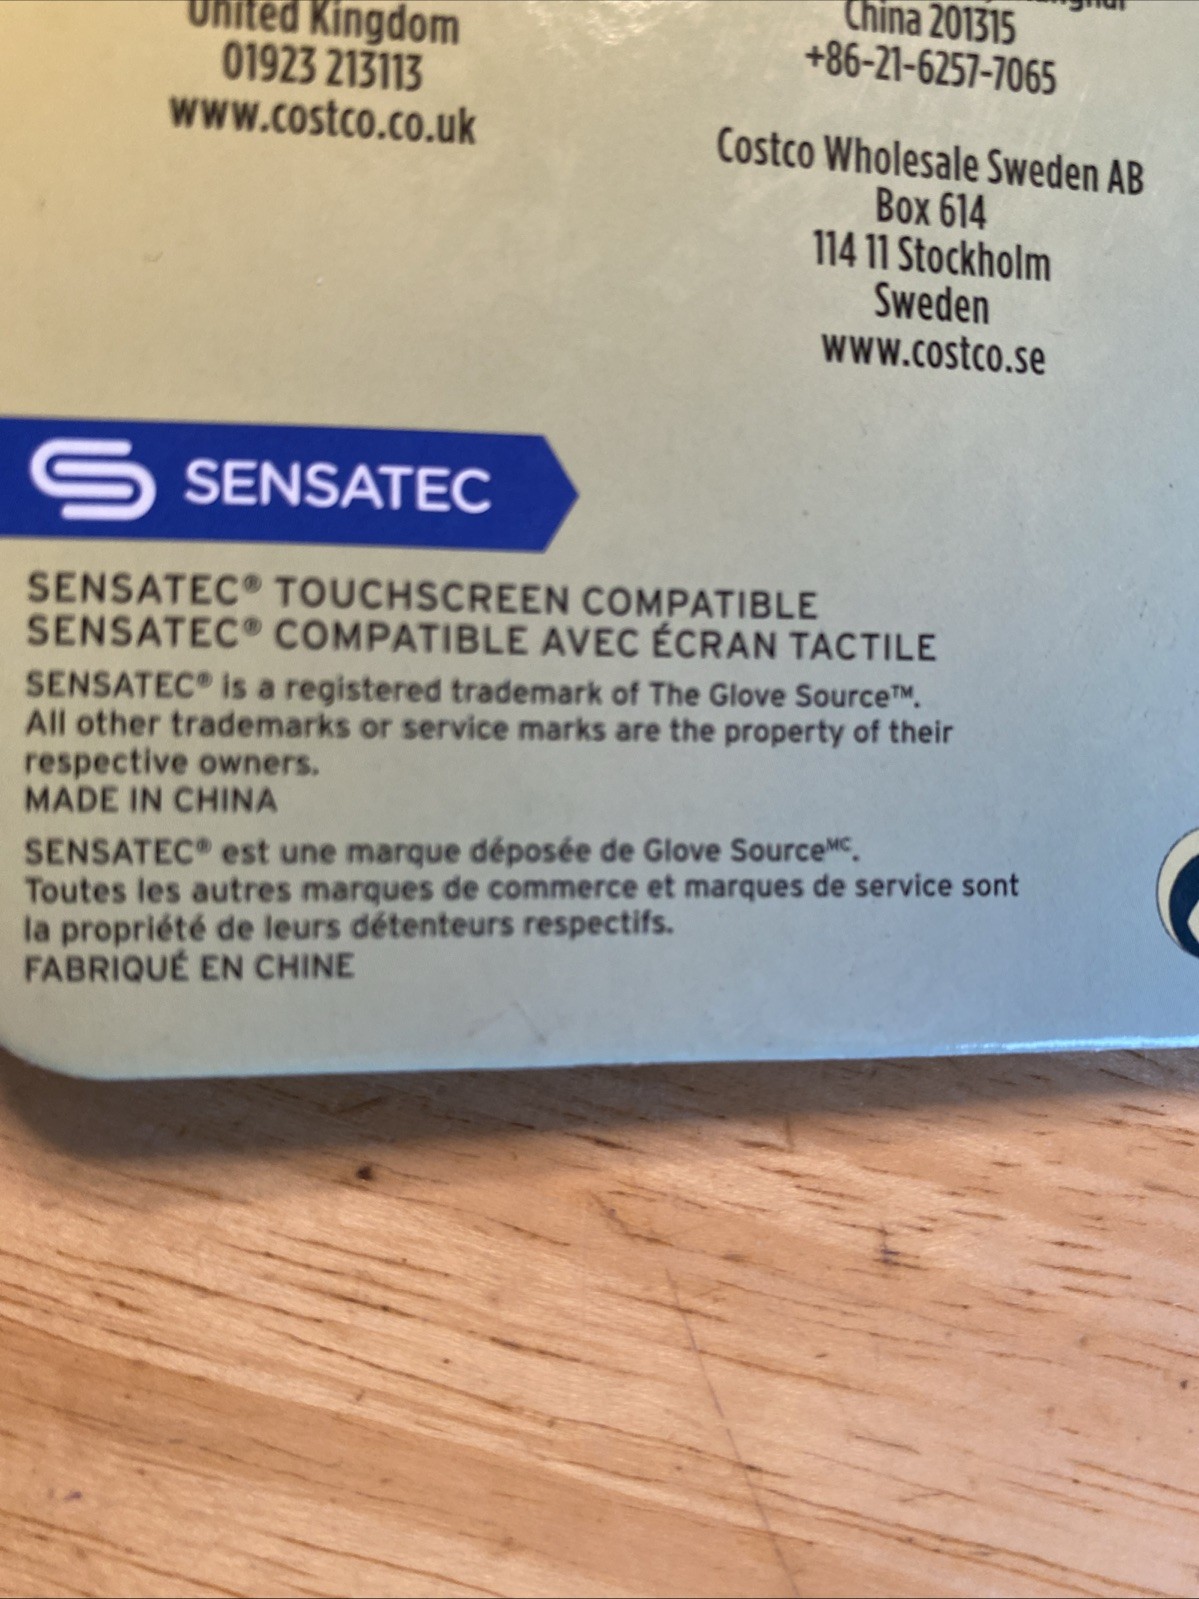 United Kingdom
01923 213113
www.costco.co.uk
China 201315
+86-21-6257-7065
Costco Wholesale Sweden AB
Box 614
114 11 Stockholm
Sweden
www.costco.se
SENSATEC
SENSATEC® TOUCHSCREEN COMPATIBLE
SENSATEC® COMPATIBLE AVEC ÉCRAN TACTILE
SENSATEC® is a registered trademark of The Glove Source™.
All other trademarks or service marks are the property of their
respective owners.
MADE IN CHINA
SENSATEC® est une marque déposée de Glove Sourceᴹᶜ.
Toutes les autres marques de commerce et marques de service sont
la propriété de leurs détenteurs respectifs.
FABRIQUÉ EN CHINE